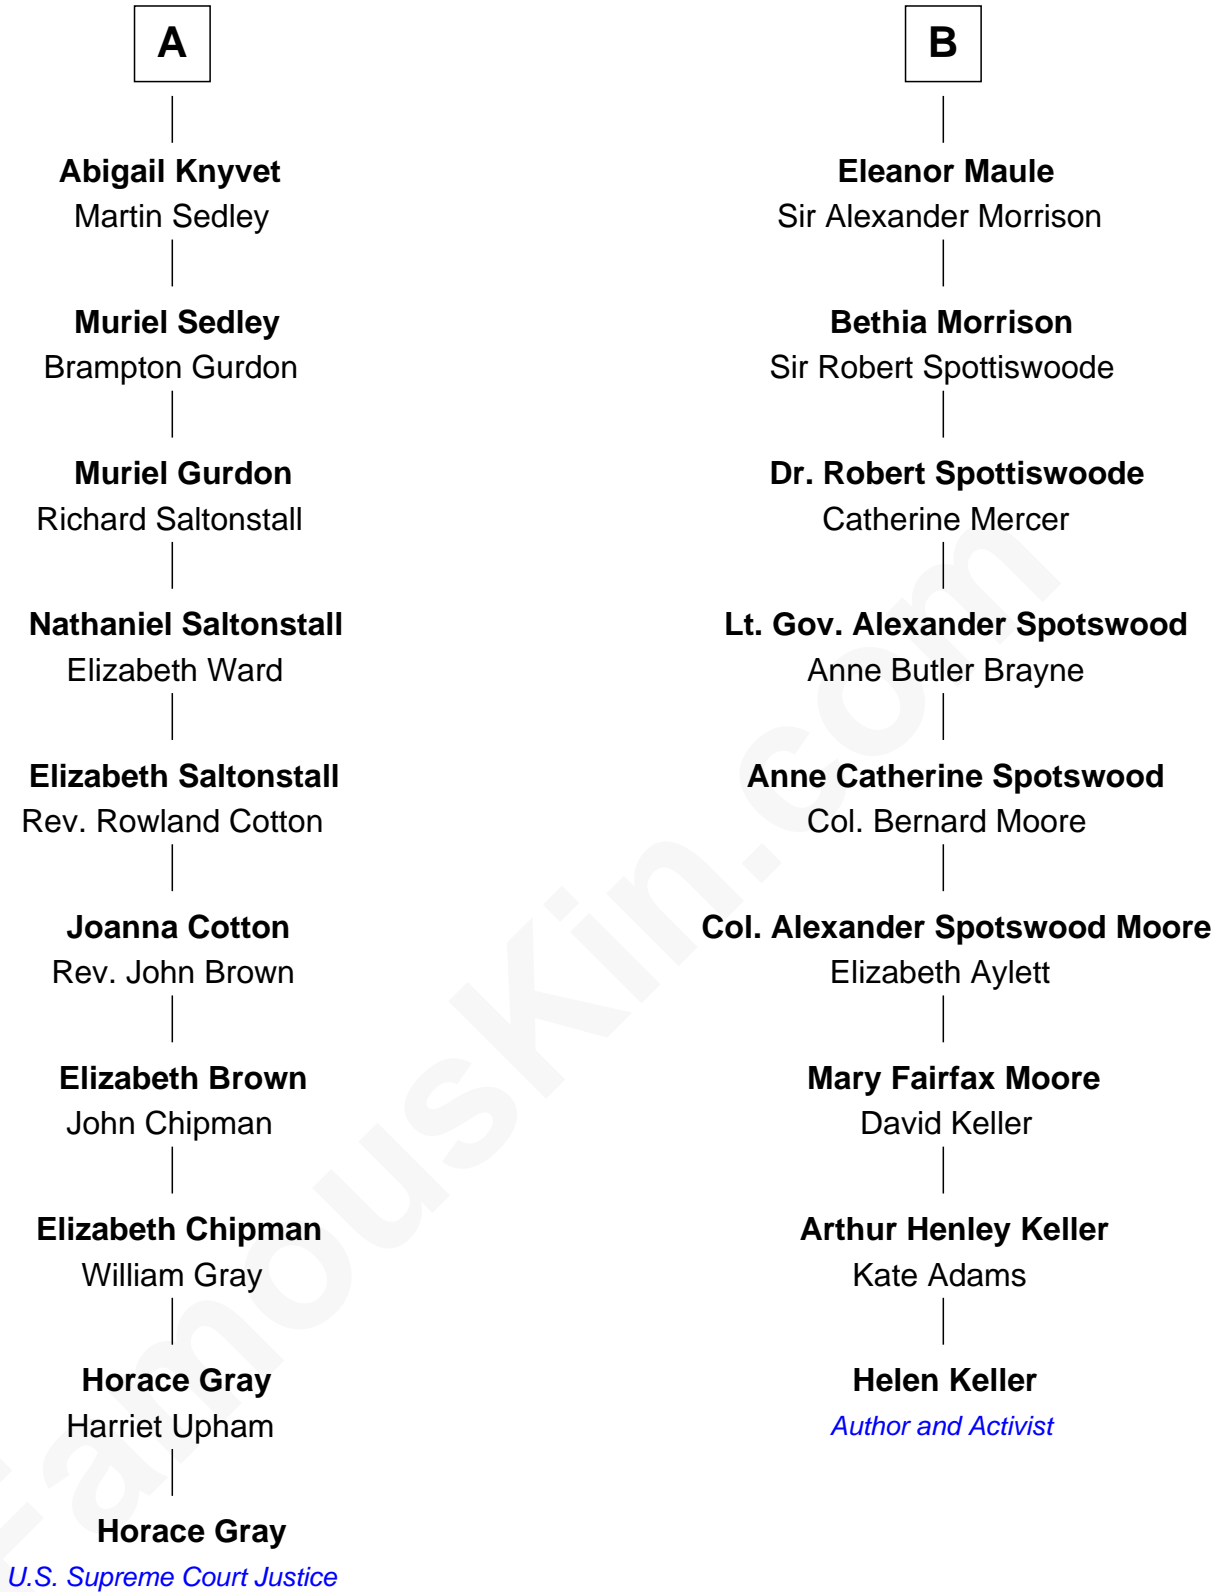 A
Abigail Knyvet
Martin Sedley
Muriel Sedley
Brampton Gurdon
Muriel Gurdon
Richard Saltonstall
Nathaniel Saltonstall
Elizabeth Ward
Elizabeth Saltonstall
Rev. Rowland Cotton
Joanna Cotton
Rev. John Brown
Elizabeth Brown
John Chipman
Elizabeth Chipman
William Gray
Horace Gray
Harriet Upham
Horace Gray
U.S. Supreme Court Justice
B
Eleanor Maule
Sir Alexander Morrison
Bethia Morrison
Sir Robert Spottiswoode
Dr. Robert Spottiswoode
Catherine Mercer
Lt. Gov. Alexander Spotswood
Anne Butler Brayne
Anne Catherine Spotswood
Col. Bernard Moore
Col. Alexander Spotswood Moore
Elizabeth Aylett
Mary Fairfax Moore
David Keller
Arthur Henley Keller
Kate Adams
Helen Keller
Author and Activist
FamousKin.com